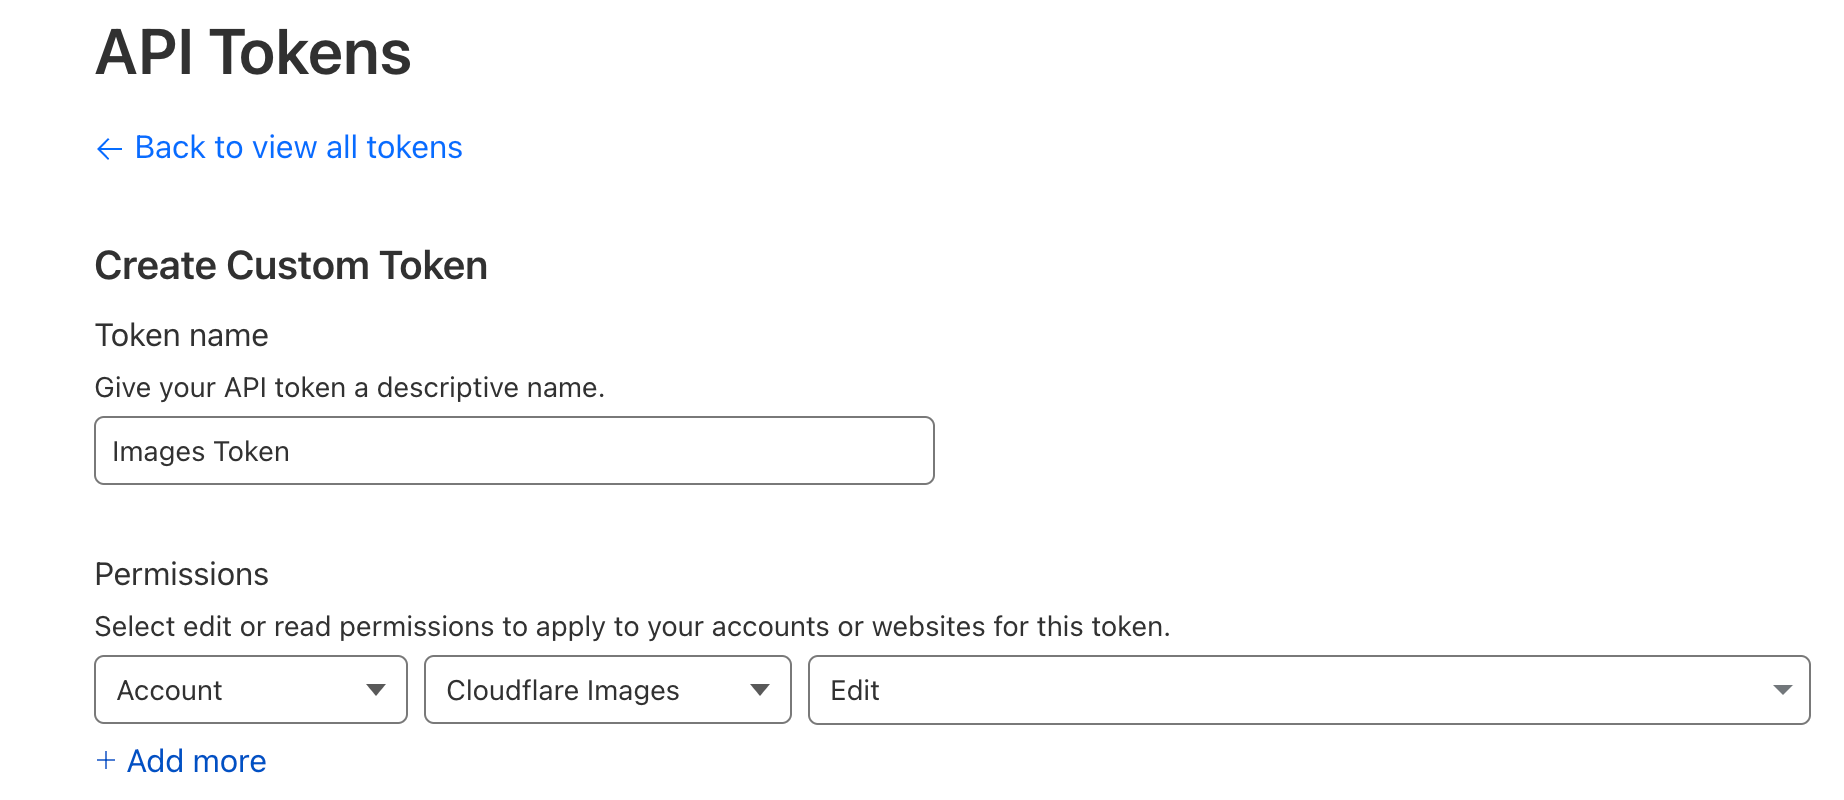 API Tokens
← Back to view all tokens
Create Custom Token
Token name
Give your API token a descriptive name.
Images Token
Permissions
Select edit or read permissions to apply to your accounts or websites for this token.
Account Cloudflare Images Edit
+ Add more